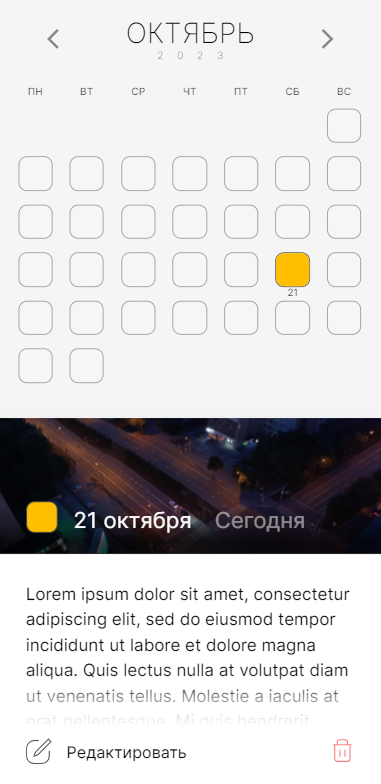 ОКТЯБРЬ
2 0 2 3
ПН ВТ СР ЧТ ПТ СБ ВС
21
21 октября Сегодня
Lorem ipsum dolor sit amet, consectetur
adipiscing elit, sed do eiusmod tempor
incididunt ut labore et dolore magna
aliqua. Quis lectus nulla at volutpat diam
ut venenatis tellus. Molestie a iaculis at
erat pellentesque. Mi quis hendrerit
Редактировать